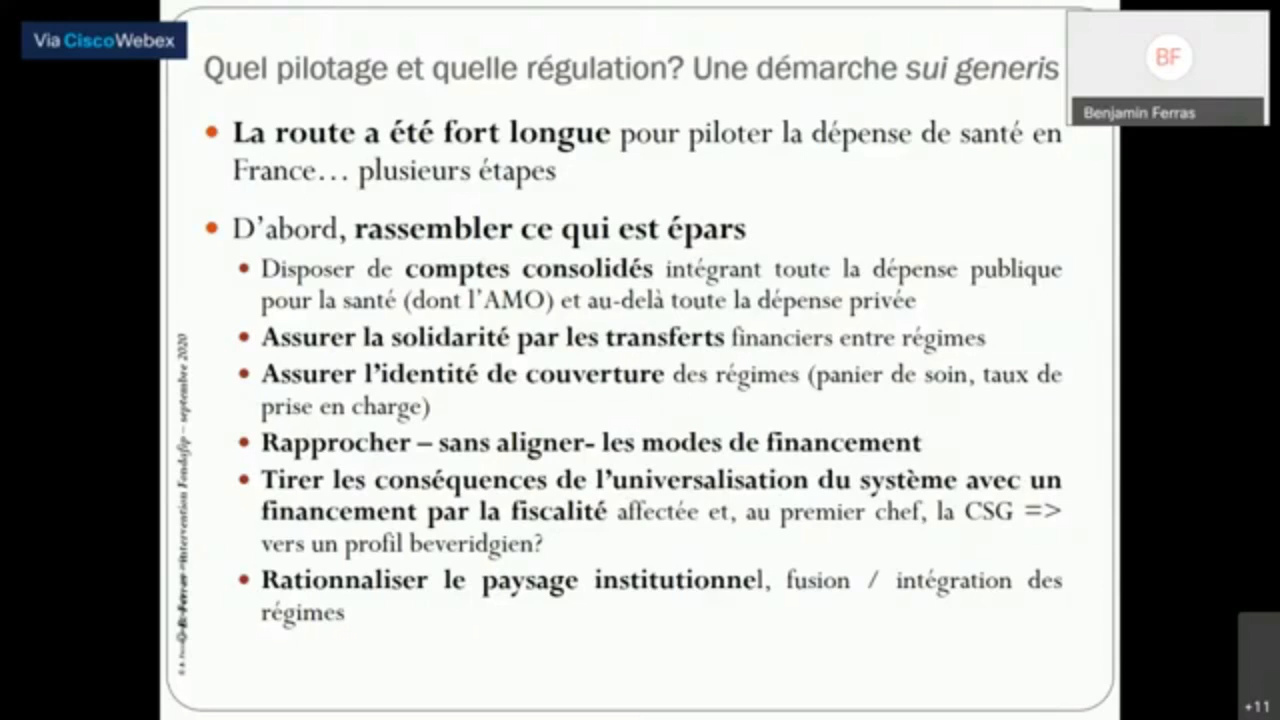 Via Cisco Webex
Quel pilotage et quelle régulation? Une démarche sui generis
BF
Benjamin Ferras
• La route a été fort longue pour piloter la dépense de santé en
France… plusieurs étapes
• D'abord, rassembler ce qui est épars
• Disposer de comptes consolidés intégrant toute la dépense publique
pour la santé (dont l'AMO) et au-delà toute la dépense privée
• Assurer la solidarité par les transferts financiers entre régimes
• Assurer l'identité de couverture des régimes (panier de soin, taux de
prise en charge)
• Rapprocher – sans aligner- les modes de financement
• Tirer les conséquences de l'universalisation du système avec un
financement par la fiscalité affectée et, au premier chef, la CSG =>
vers un profil beveridgien?
• Rationnaliser le paysage institutionnel, fusion / intégration des
régimes
Ferras – intervention Fondafip – septembre 2020
+11